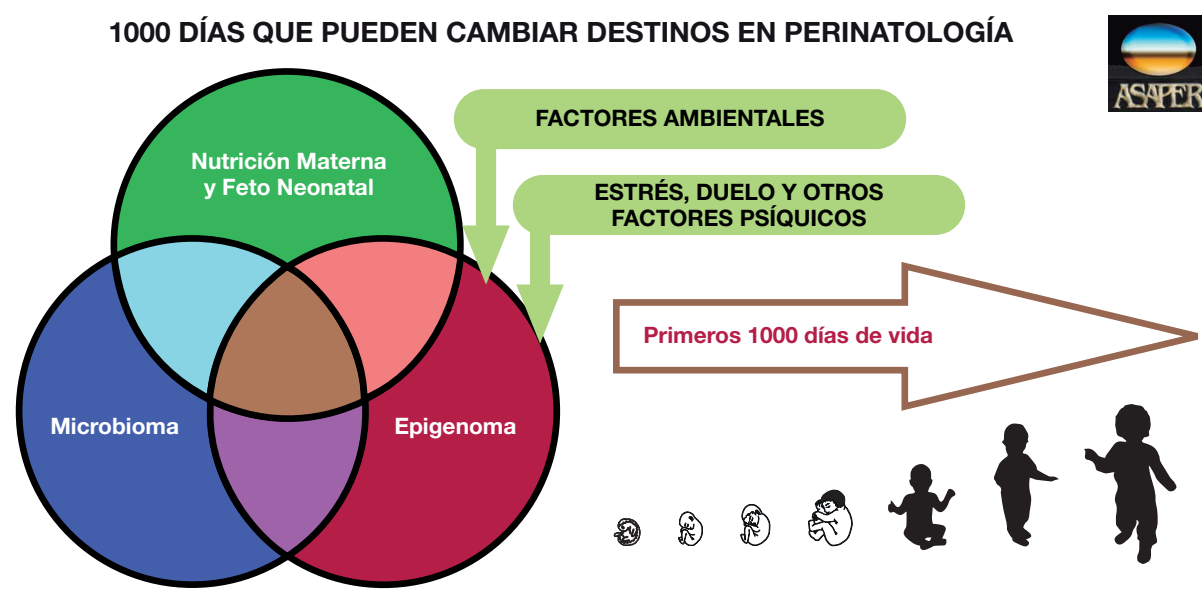 1000 DÍAS QUE PUEDEN CAMBIAR DESTINOS EN PERINATOLOGÍA
ASAPER
FACTORES AMBIENTALES
Nutrición Materna
y Feto Neonatal
ESTRÉS, DUELO Y OTROS
FACTORES PSÍQUICOS
Primeros 1000 días de vida
Microbioma
Epigenoma